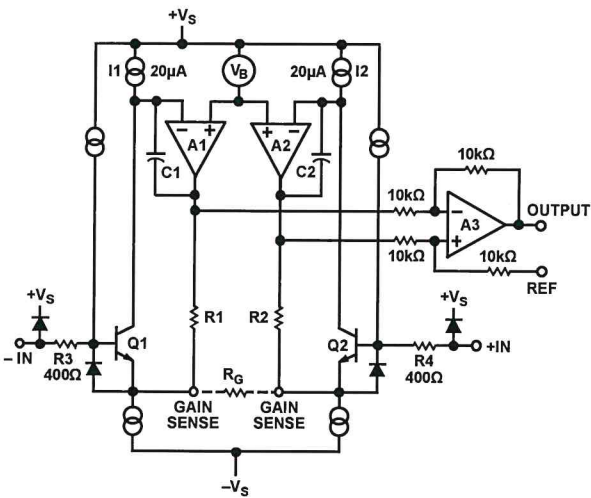 +VS
I1 20µA VB 20µA I2
− + + −
A1 A2
C1 C2
10kΩ
10kΩ − OUTPUT
A3
10kΩ + 10kΩ
REF
+VS +VS
R1 R2
Q1 Q2
− IN R3 R4 +IN
400Ω 400Ω
RG
GAIN SENSE GAIN SENSE
−VS